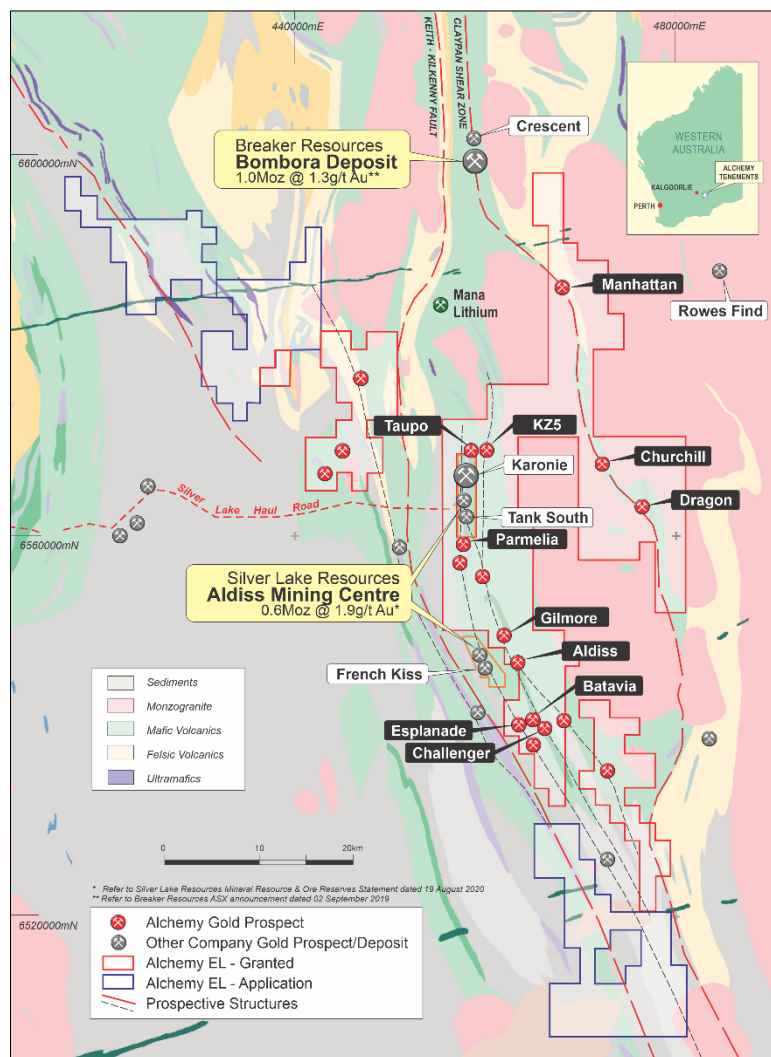 440000mE
480000mE
KEITH - KILKENNY FAULT
CLAYPAN SHEAR ZONE
Crescent
Breaker Resources
Bombora Deposit
1.0Moz @ 1.3g/t Au**
6600000mN
WESTERN
AUSTRALIA
ALCHEMY
TENEMENTS
KALGOORLIE
PERTH
Manhattan
Rowes Find
Mana
Lithium
Taupo
KZ5
Karonie
Churchill
Dragon
Silver Lake Haul Road
Tank South
6560000mN
Parmelia
Silver Lake Resources
Aldiss Mining Centre
0.6Moz @ 1.9g/t Au*
Gilmore
Aldiss
French Kiss
Batavia
Esplanade
Challenger
Sediments
Monzogranite
Mafic Volcanics
Felsic Volcanics
Ultramafics
0 10 20km
* Refer to Silver Lake Resources Mineral Resource & Ore Reserves Statement dated 19 August 2020
** Refer to Breaker Resources ASX announcement dated 02 September 2019
6520000mN
Alchemy Gold Prospect
Other Company Gold Prospect/Deposit
Alchemy EL - Granted
Alchemy EL - Application
Prospective Structures